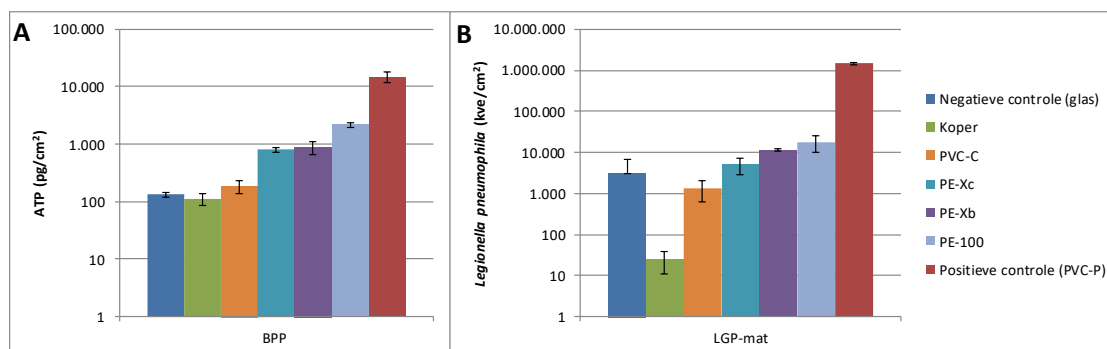 A
100.000
10.000
1.000
100
10
1
ATP (pg/cm²)
BPP
B
10.000.000
1.000.000
100.000
10.000
1.000
100
10
1
Legionella pneumophila (kve/cm²)
LGP-mat
Negatieve controle (glas)
Koper
PVC-C
PE-Xc
PE-Xb
PE-100
Positieve controle (PVC-P)